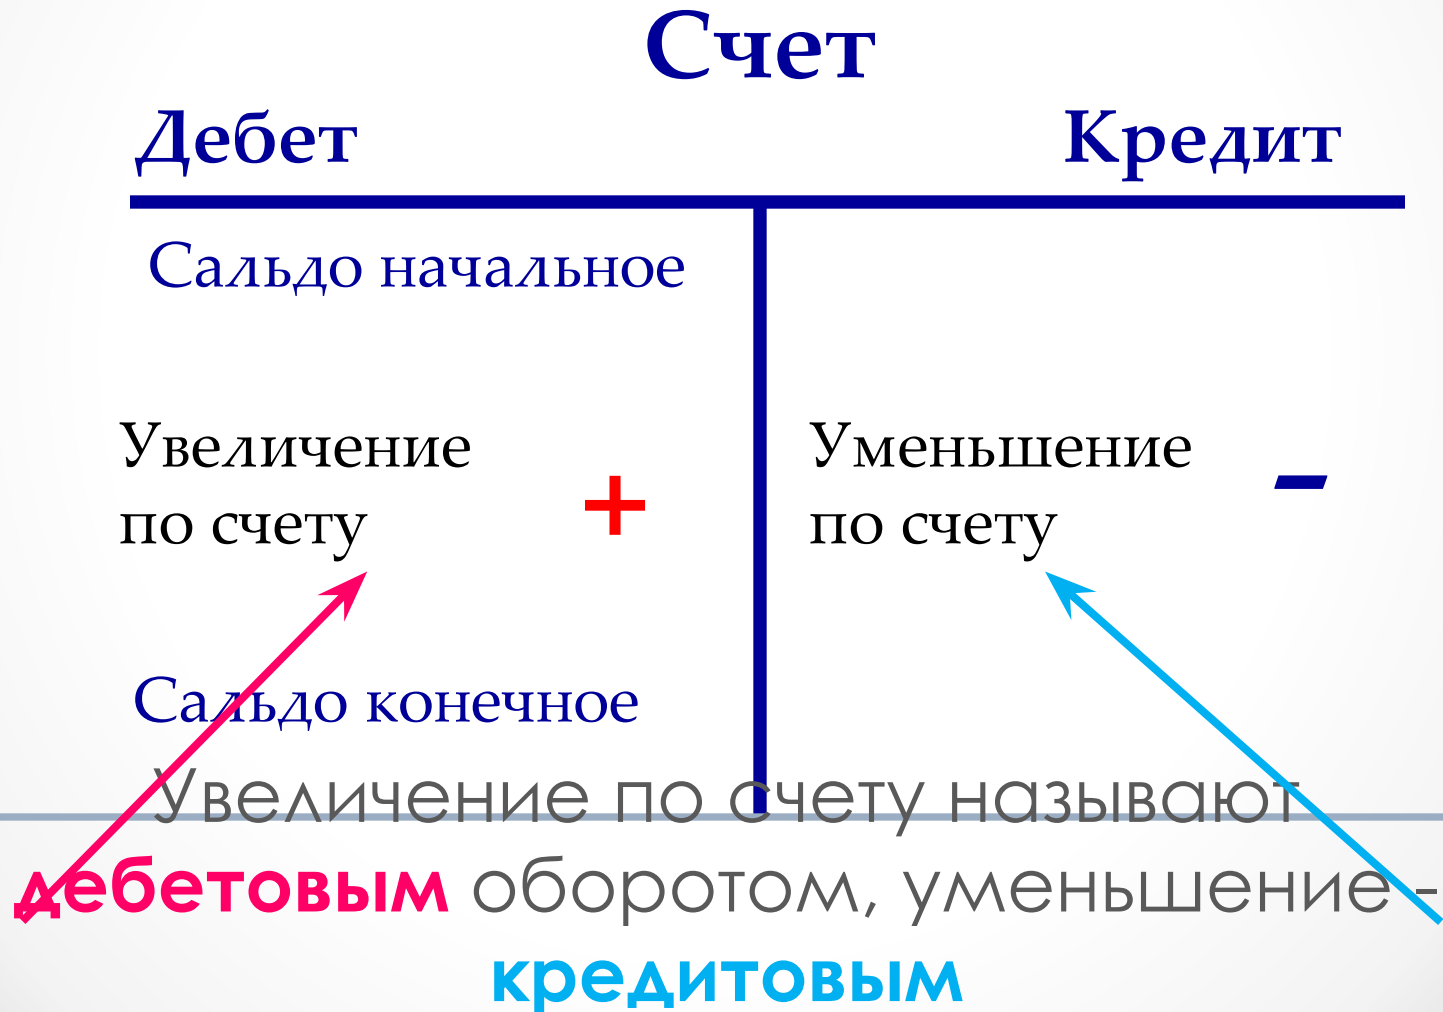 Счет
Дебет Кредит
Сальдо начальное
Увеличение
по счету
+
Уменьшение
по счету
-
Сальдо конечное
Увеличение по счету называют
дебетовым оборотом, уменьшение -
кредитовым